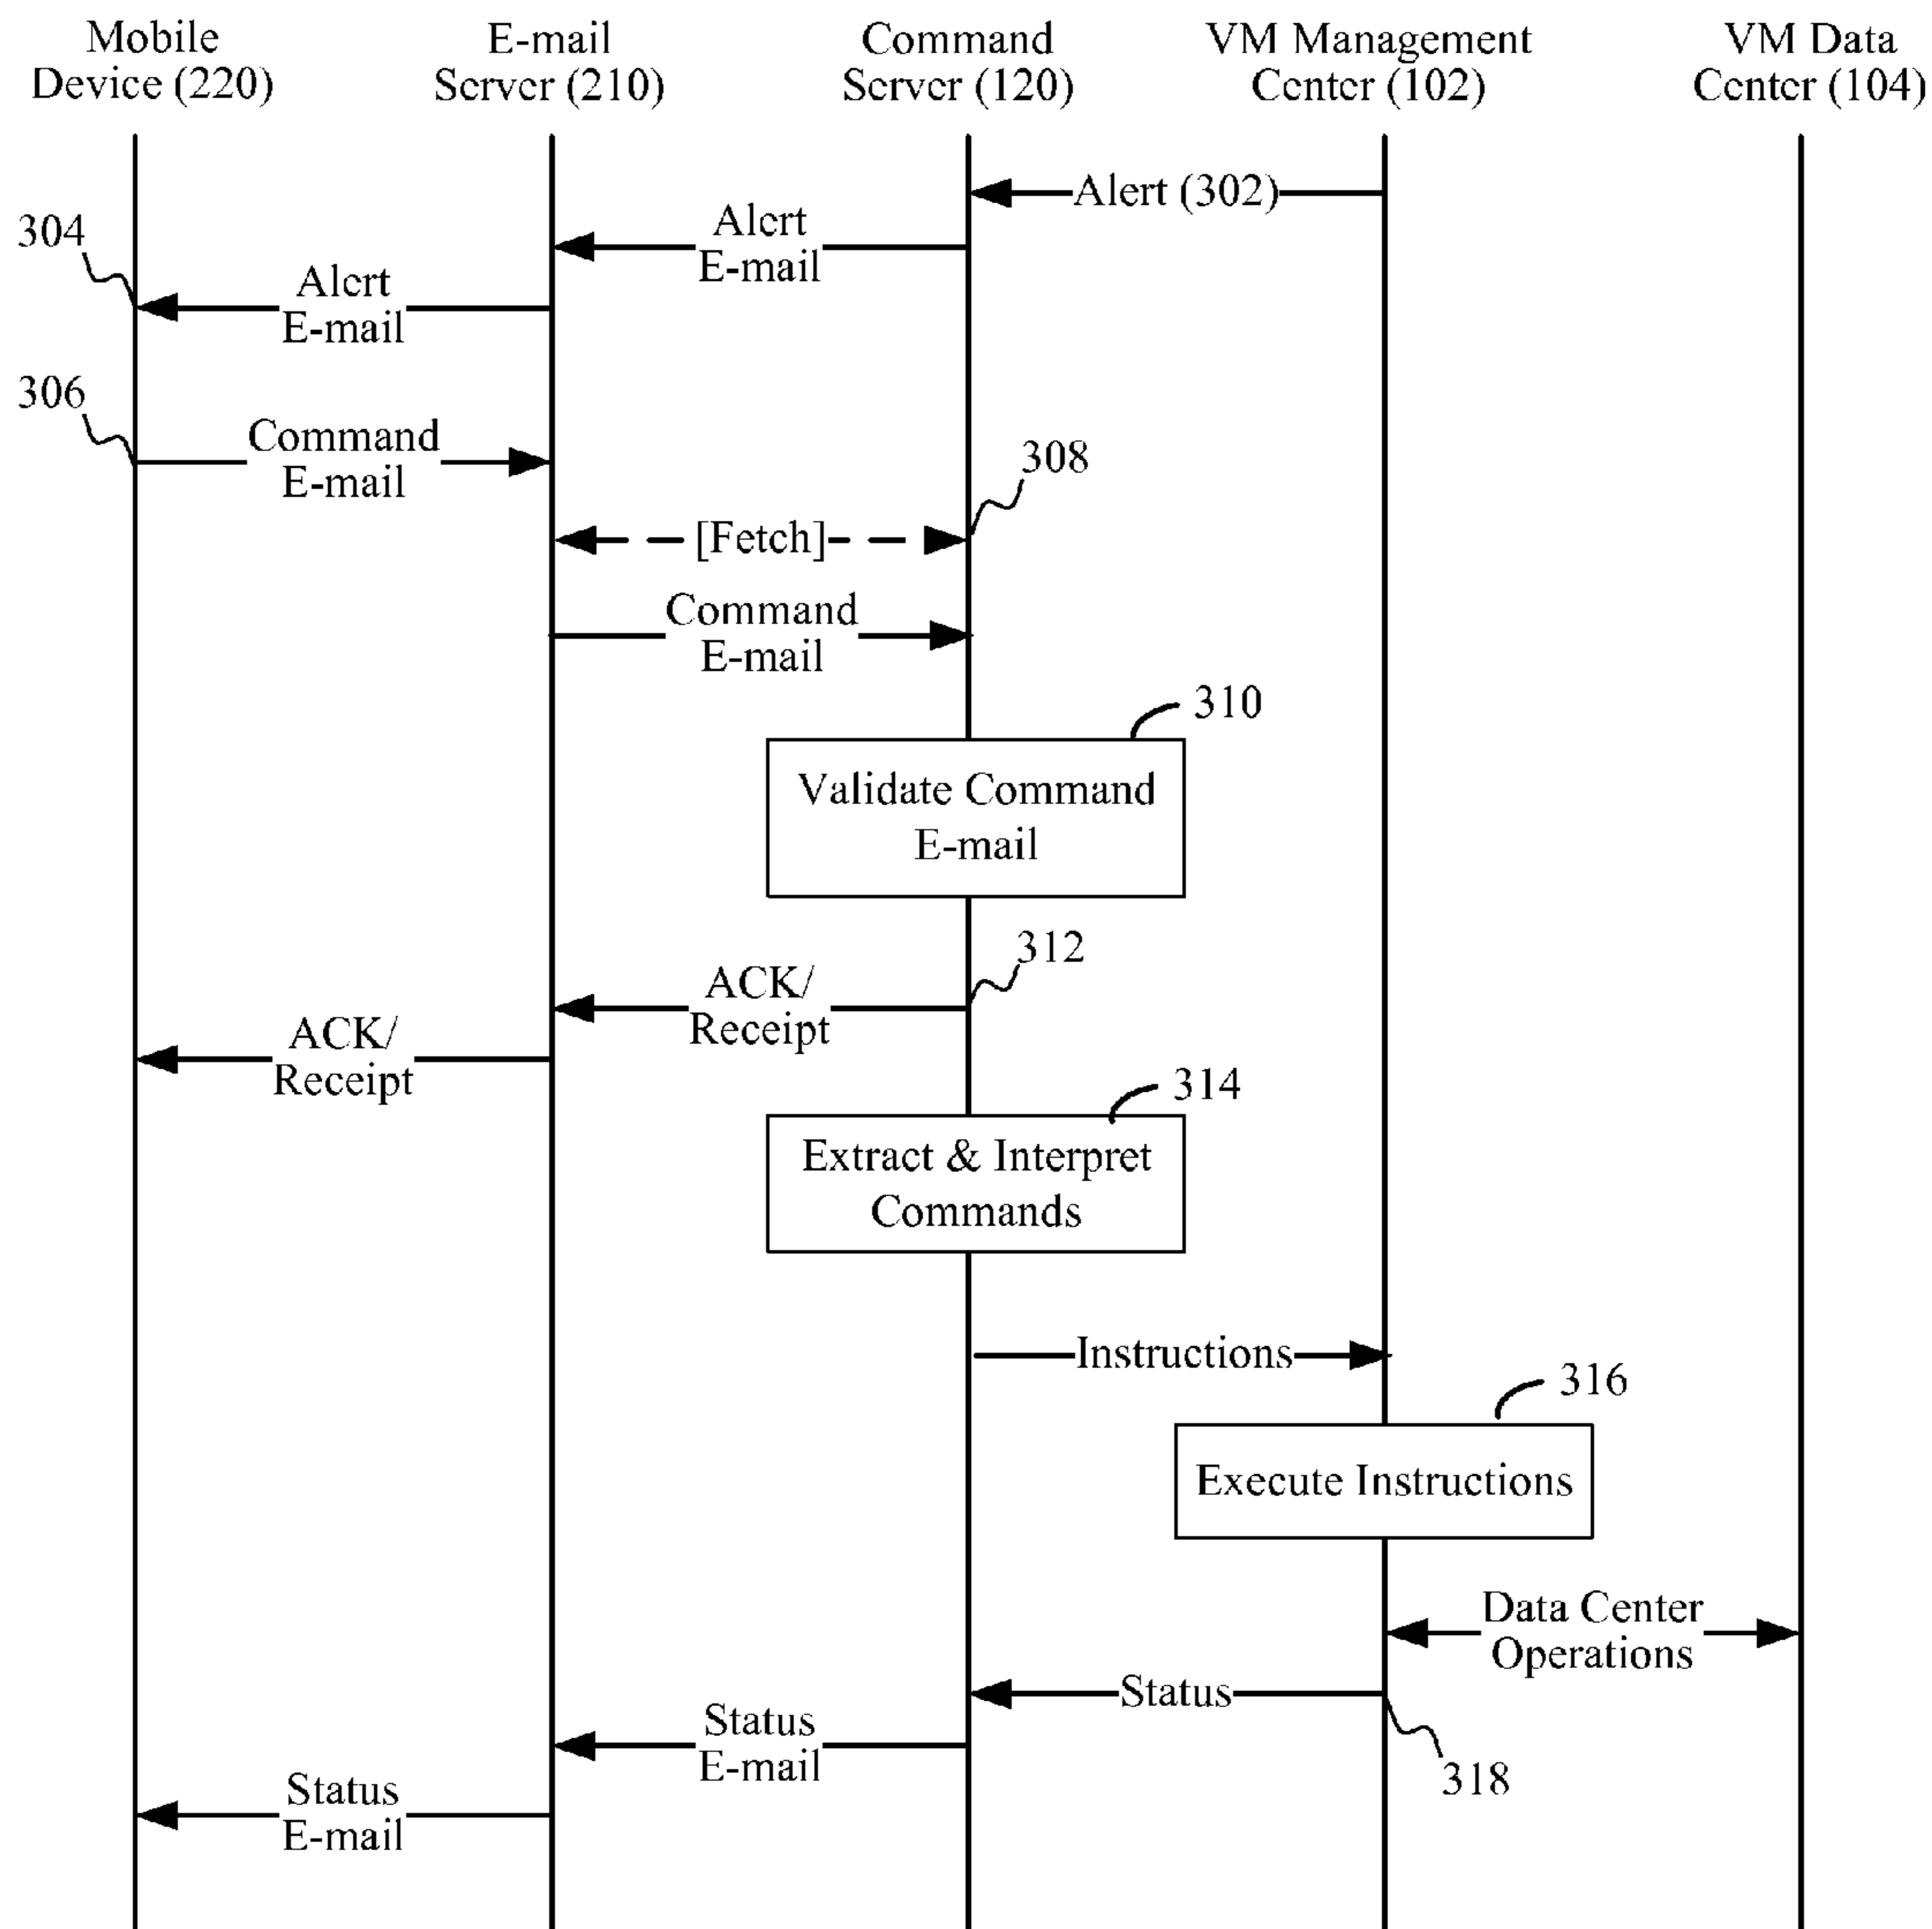 Mobile
Device (220)
E-mail
Server (210)
Command
Server (120)
VM Management
Center (102)
VM Data
Center (104)
Alert (302)
Alert
E-mail
304
Alert
E-mail
306
Command
E-mail
308
[Fetch]
Command
E-mail
310
Validate Command
E-mail
312
ACK/
Receipt
ACK/
Receipt
314
Extract & Interpret
Commands
Instructions
316
Execute Instructions
Data Center
Operations
Status
318
Status
E-mail
Status
E-mail